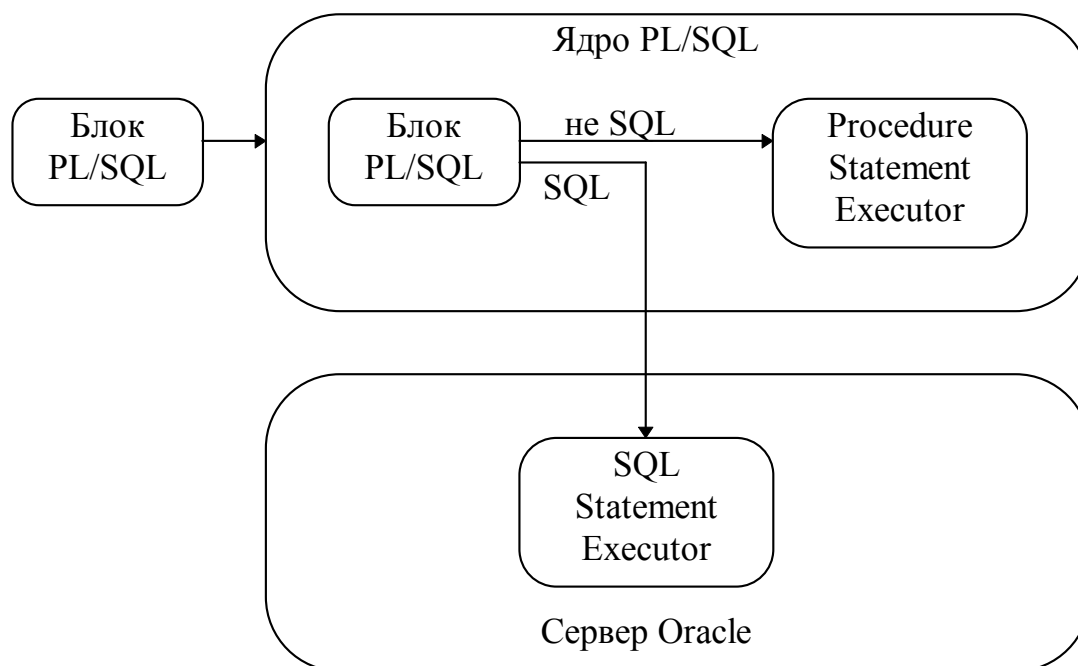 Ядро PL/SQL
Блок
PL/SQL
Блок
PL/SQL
не SQL
SQL
Procedure
Statement
Executor
SQL
Statement
Executor
Сервер Oracle